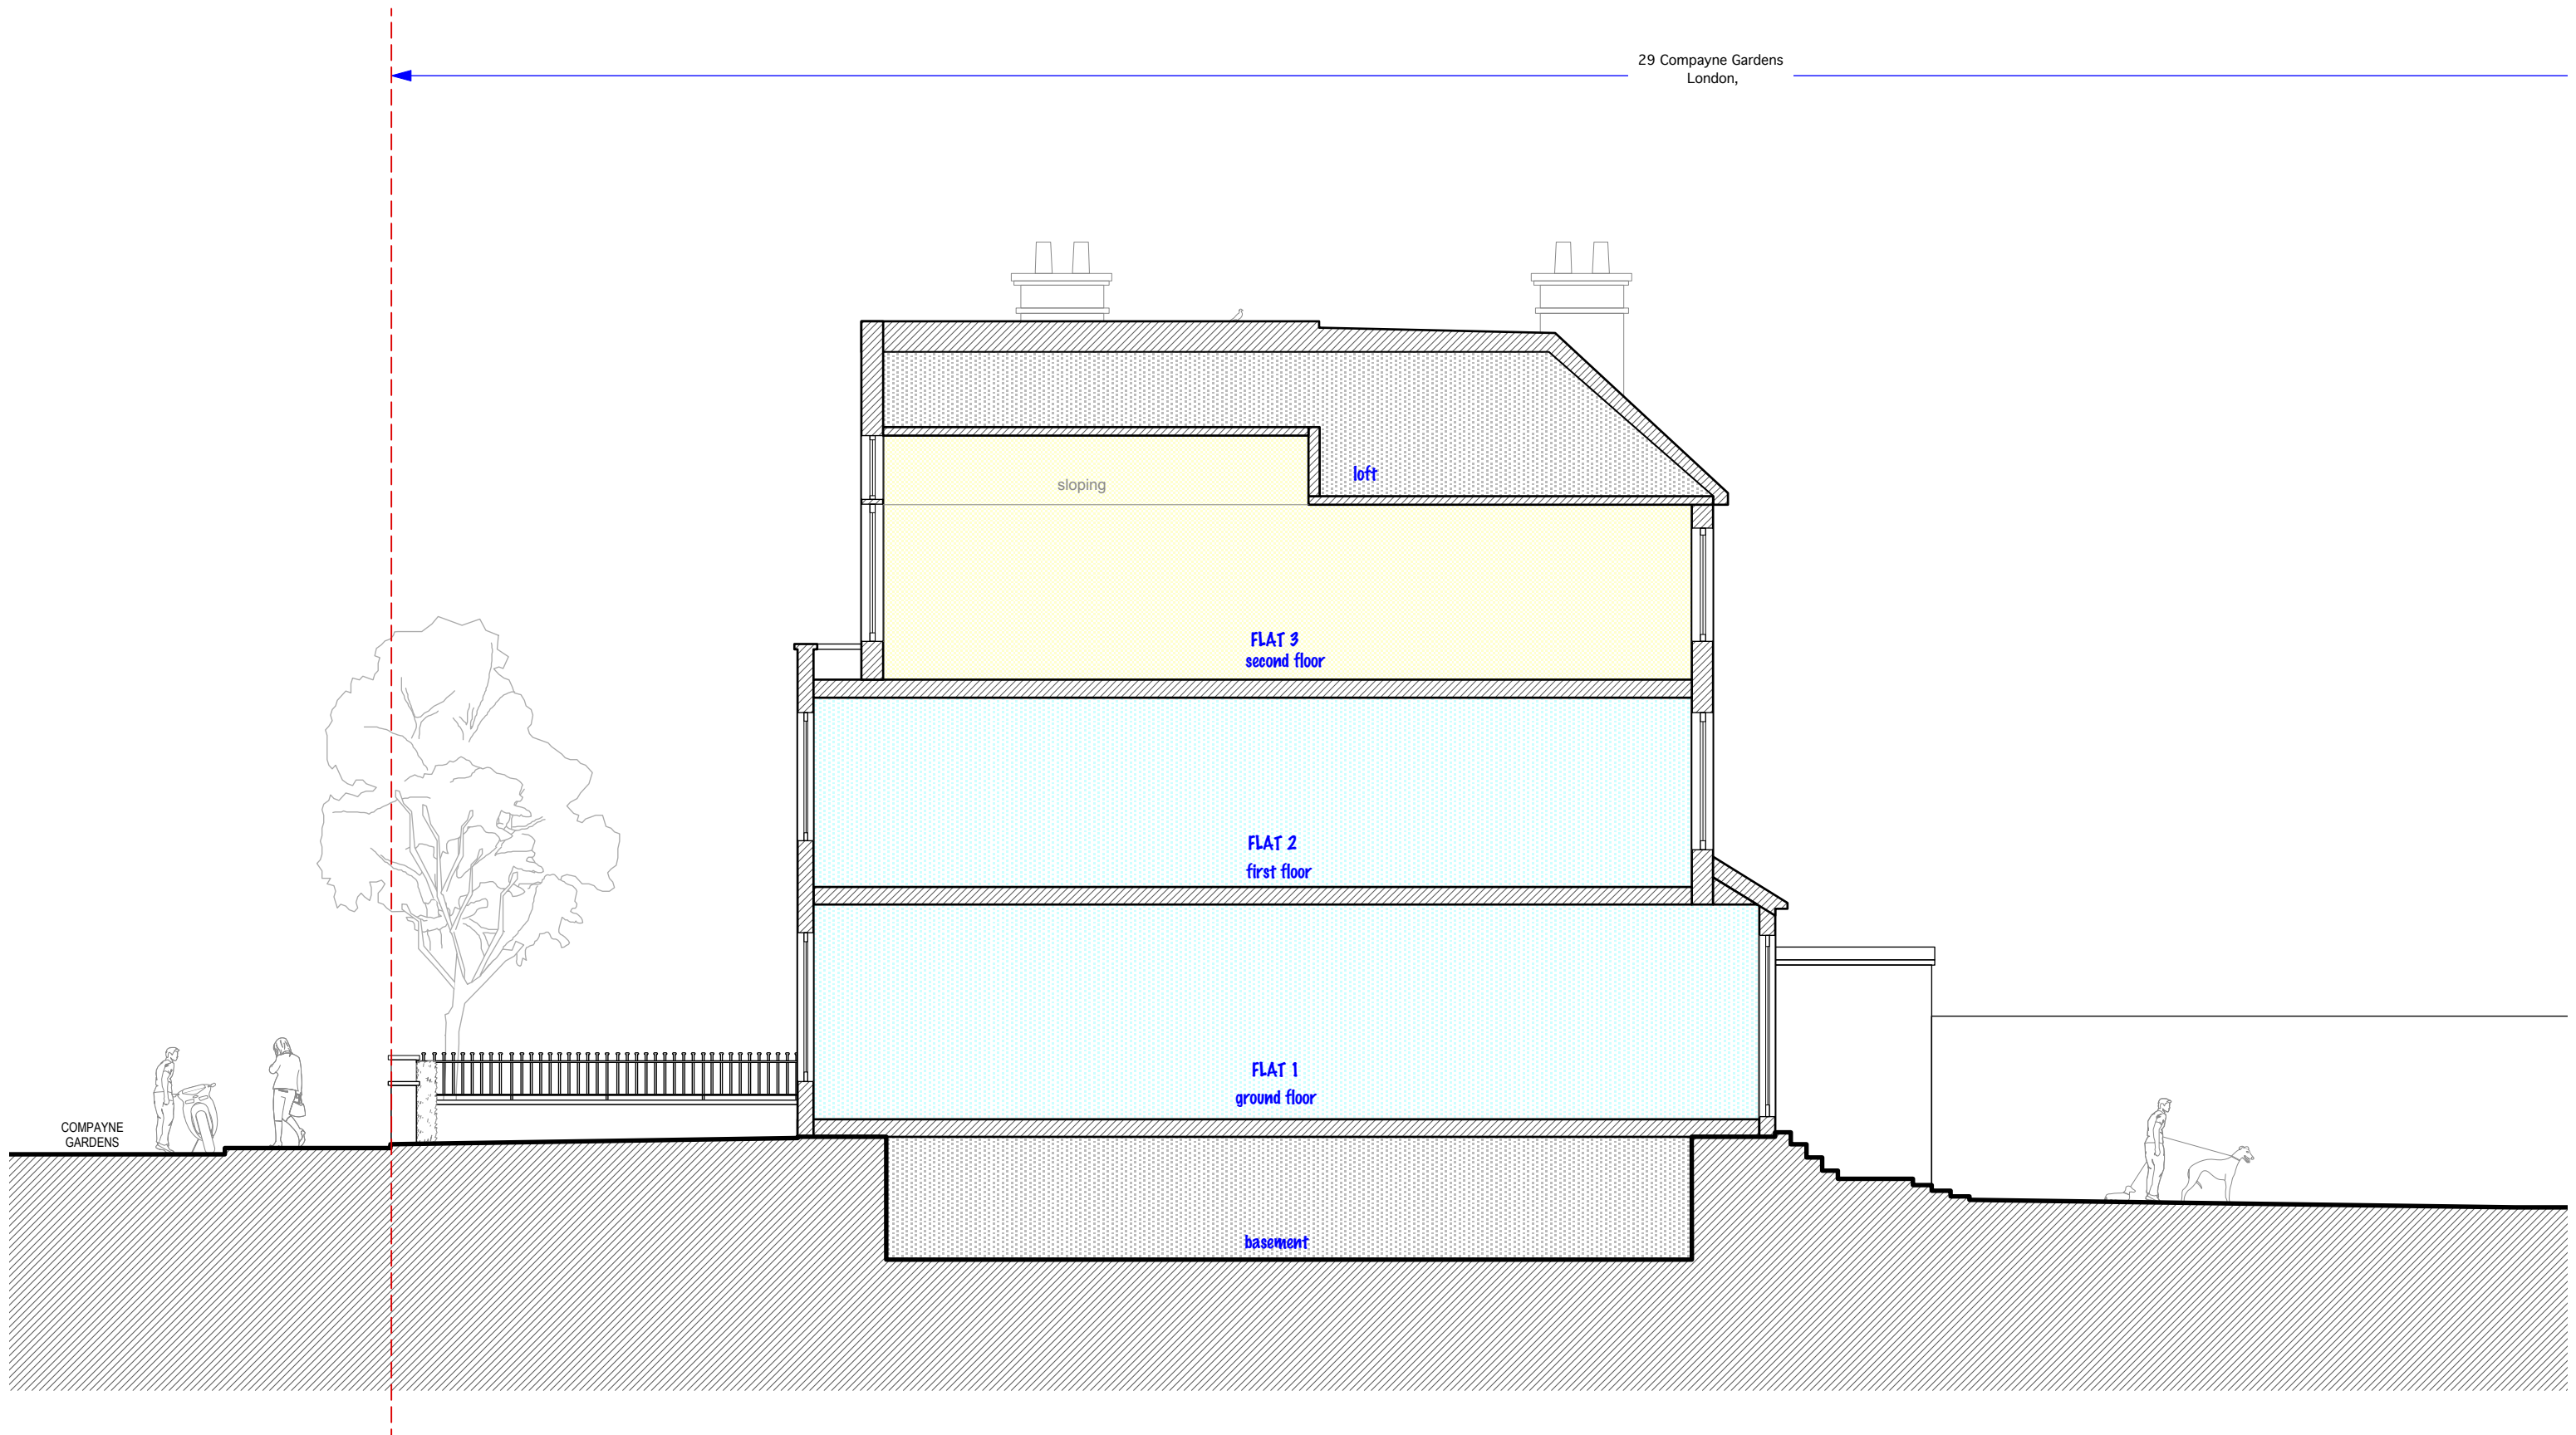 29 Compayne Gardens
London,
sloping
loft
FLAT 3
second floor
FLAT 2
first floor
FLAT 1
ground floor
COMPAYNE
GARDENS
basement